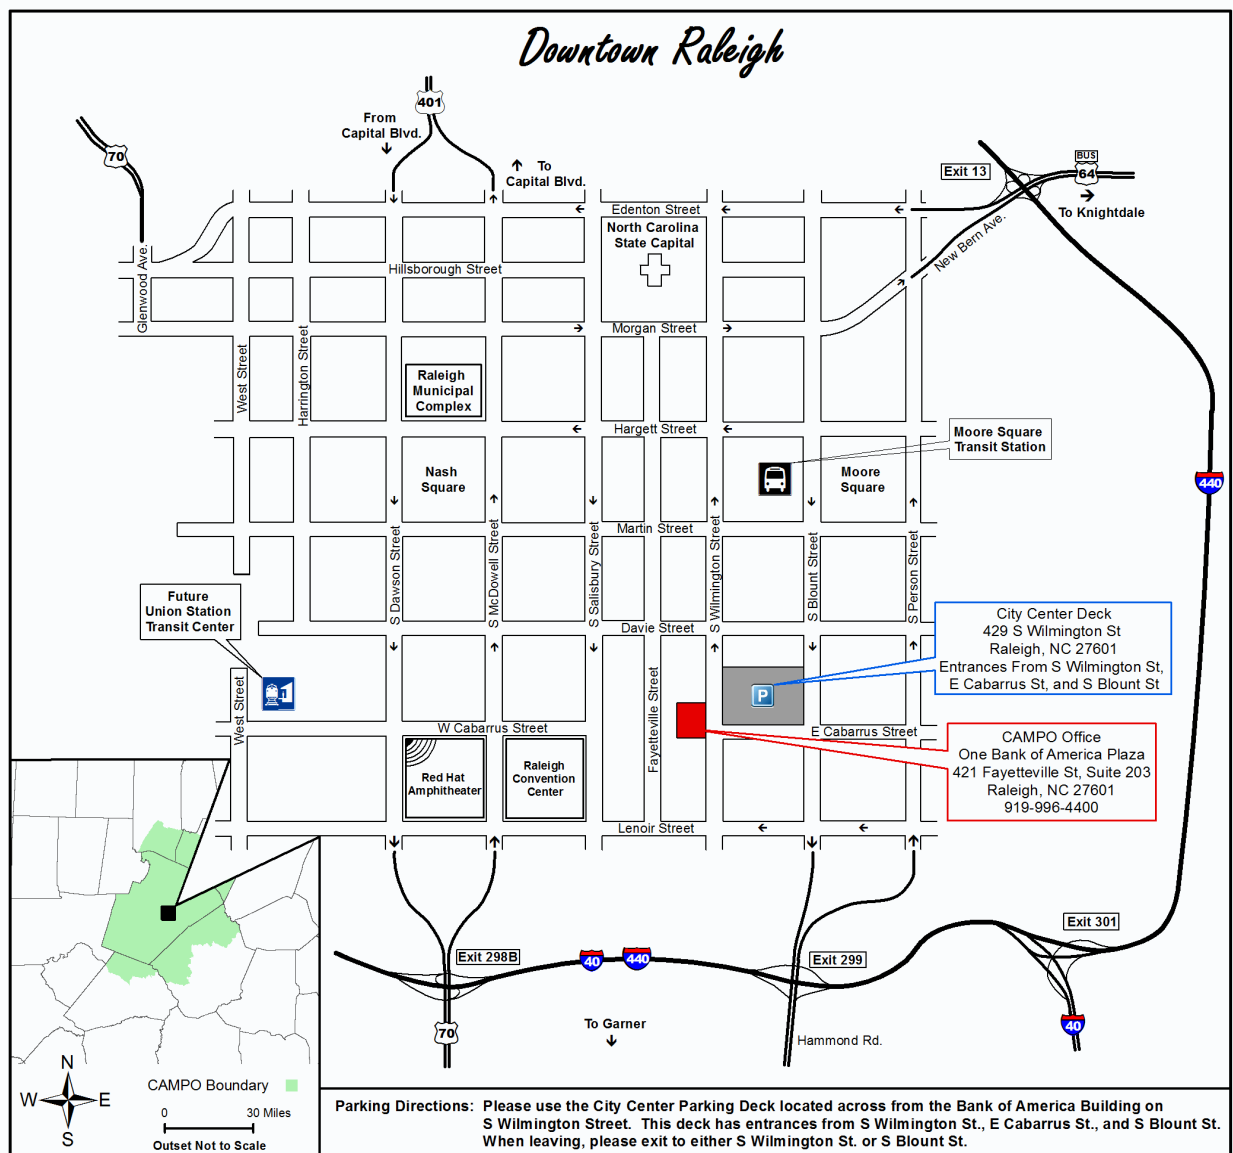 Downtown Raleigh
401
From
Capital Blvd.
To
Capital Blvd.
70
Exit 13
BUS
64
To Knightdale
Edenton Street
North Carolina
State Capital
New Bern Ave.
Glenwood Ave.
Hillsborough Street
Morgan Street
West Street
Harrington Street
Raleigh
Municipal
Complex
Hargett Street
Moore Square
Transit Station
Nash
Square
Moore
Square
440
Martin Street
S Dawson Street
S McDowell Street
S Salisbury Street
S Wilmington Street
S Blount Street
S Person Street
Future
Union Station
Transit Center
Davie Street
City Center Deck
429 S Wilmington St
Raleigh, NC 27601
Entrances From S Wilmington St,
E Cabarrus St, and S Blount St
P
West Street
Fayetteville Street
W Cabarrus Street
E Cabarrus Street
CAMPO Office
One Bank of America Plaza
421 Fayetteville St, Suite 203
Raleigh, NC 27601
919-996-4400
Red Hat
Amphitheater
Raleigh
Convention
Center
Lenoir Street
Exit 301
Exit 298B
40
440
Exit 299
70
To Garner
Hammond Rd.
40
N
W
E
S
CAMPO Boundary
0
30 Miles
Outset Not to Scale
Parking Directions: Please use the City Center Parking Deck located across from the Bank of America Building on
S Wilmington Street. This deck has entrances from S Wilmington St., E Cabarrus St., and S Blount St.
When leaving, please exit to either S Wilmington St. or S Blount St.